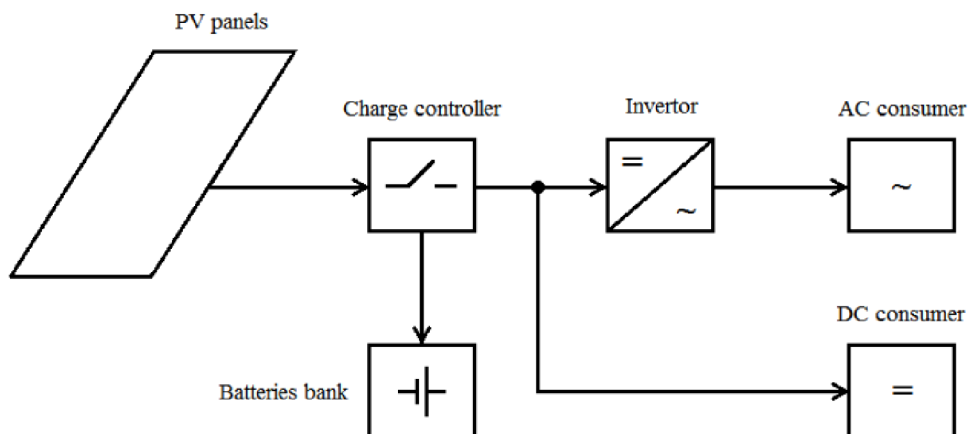 PV panels
Charge controller
Invertor
AC consumer
=
~
~
DC consumer
Batteries bank
=